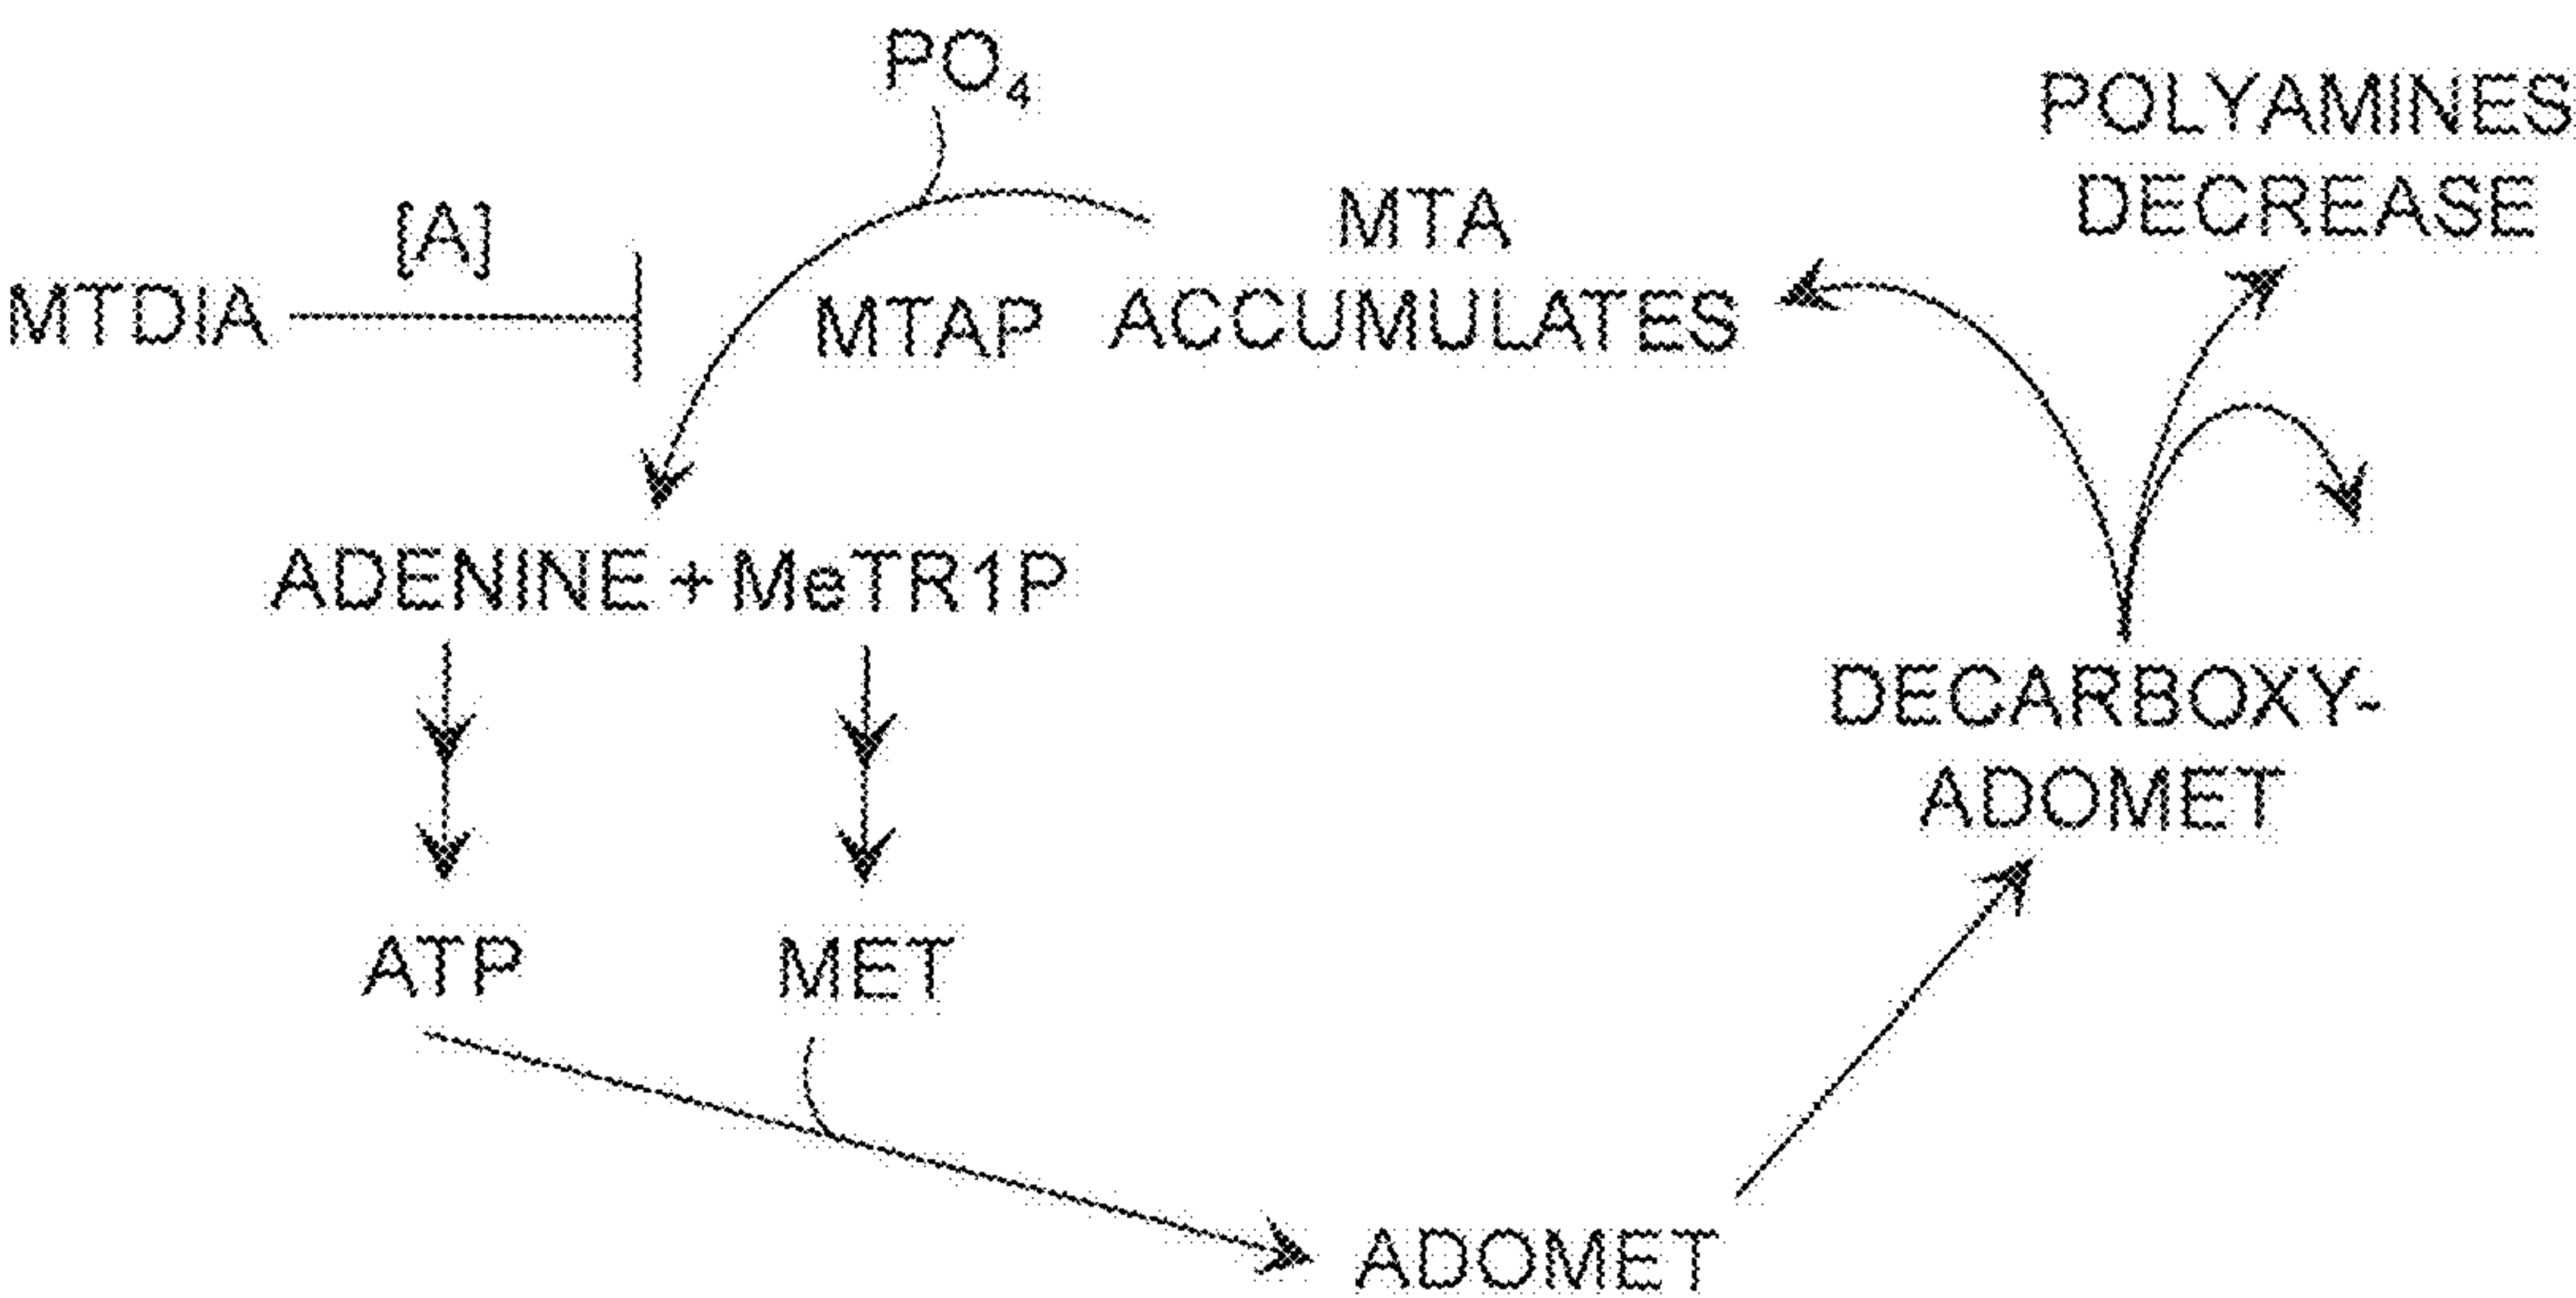 PO4
POLYAMINES
DECREASE
[A]
MTDIA
MTAP
MTA
ACCUMULATES
ADENINE + MeTR1P
DECARBOXY-
ADOMET
ATP
MET
ADOMET